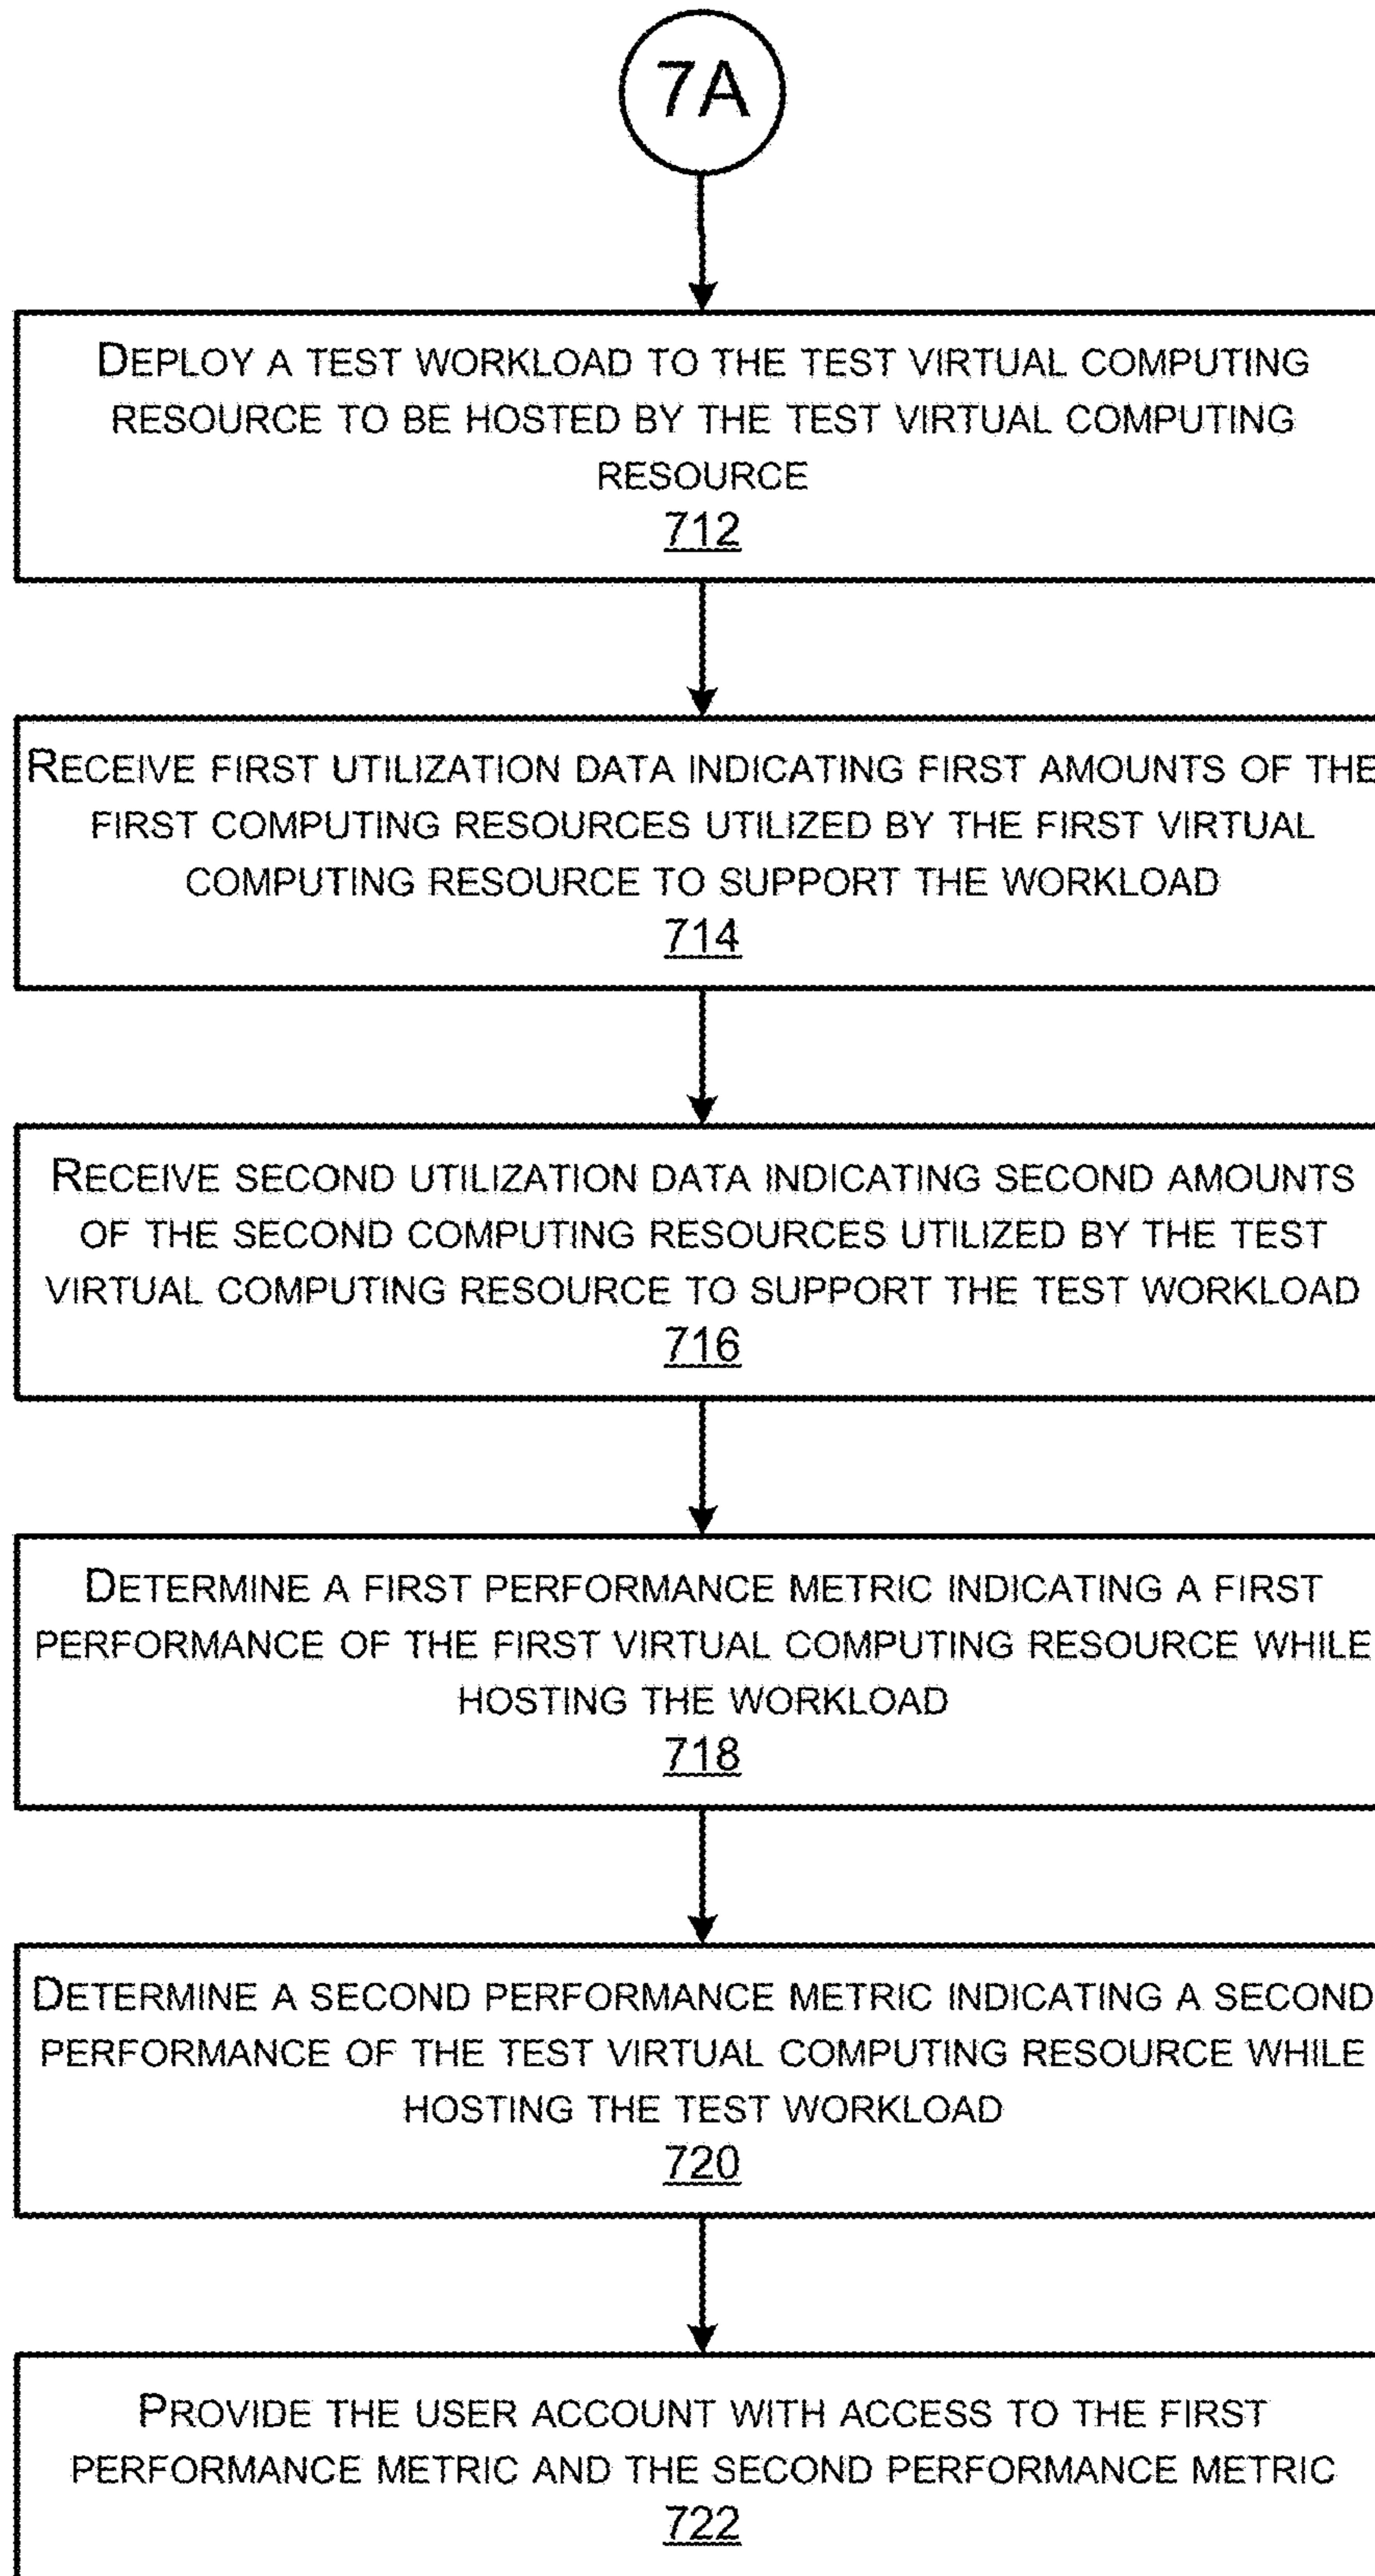 7A
DEPLOY A TEST WORKLOAD TO THE TEST VIRTUAL COMPUTING
RESOURCE TO BE HOSTED BY THE TEST VIRTUAL COMPUTING
RESOURCE
712
RECEIVE FIRST UTILIZATION DATA INDICATING FIRST AMOUNTS OF THE
FIRST COMPUTING RESOURCES UTILIZED BY THE FIRST VIRTUAL
COMPUTING RESOURCE TO SUPPORT THE WORKLOAD
714
RECEIVE SECOND UTILIZATION DATA INDICATING SECOND AMOUNTS
OF THE SECOND COMPUTING RESOURCES UTILIZED BY THE TEST
VIRTUAL COMPUTING RESOURCE TO SUPPORT THE TEST WORKLOAD
716
DETERMINE A FIRST PERFORMANCE METRIC INDICATING A FIRST
PERFORMANCE OF THE FIRST VIRTUAL COMPUTING RESOURCE WHILE
HOSTING THE WORKLOAD
718
DETERMINE A SECOND PERFORMANCE METRIC INDICATING A SECOND
PERFORMANCE OF THE TEST VIRTUAL COMPUTING RESOURCE WHILE
HOSTING THE TEST WORKLOAD
720
PROVIDE THE USER ACCOUNT WITH ACCESS TO THE FIRST
PERFORMANCE METRIC AND THE SECOND PERFORMANCE METRIC
722